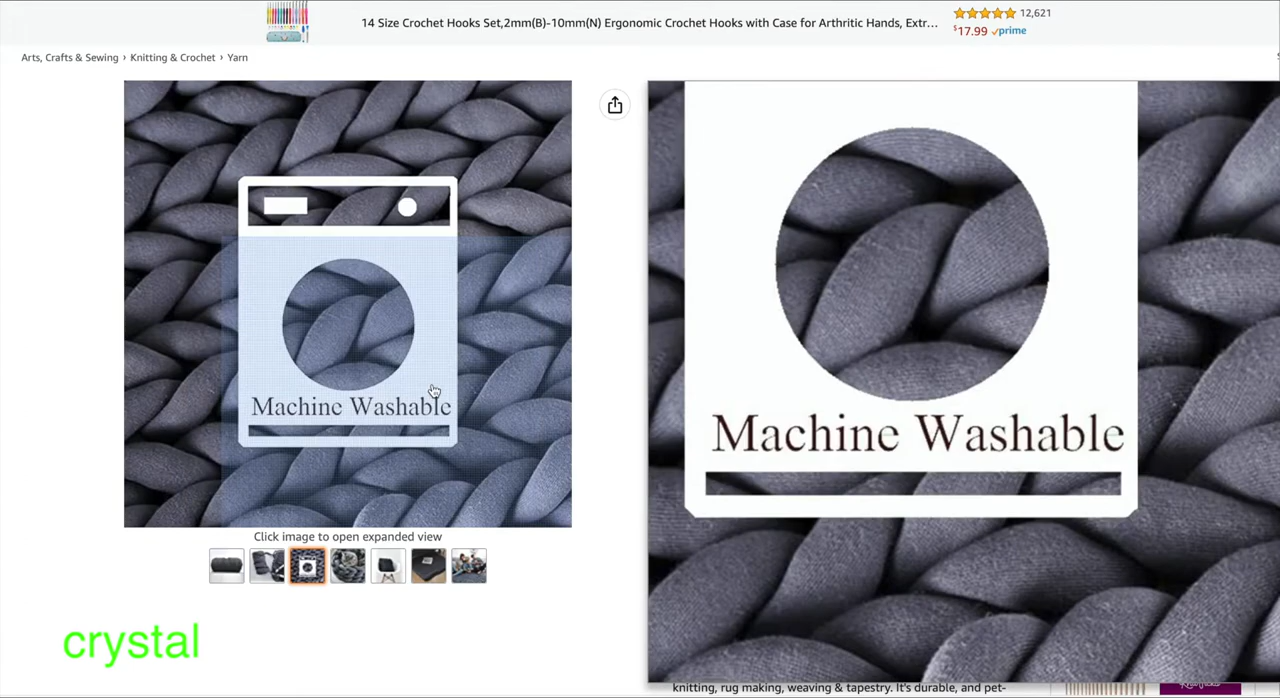 14 Size Crochet Hooks Set,2mm(B)-10mm(N) Ergonomic Crochet Hooks with Case for Arthritic Hands, Extr…
12,621
$17.99 prime
Arts, Crafts & Sewing › Knitting & Crochet › Yarn
Machine Washable
Machine Washable
Click image to open expanded view
crystal
knitting, rug making, weaving & tapestry. It's durable, and pet-